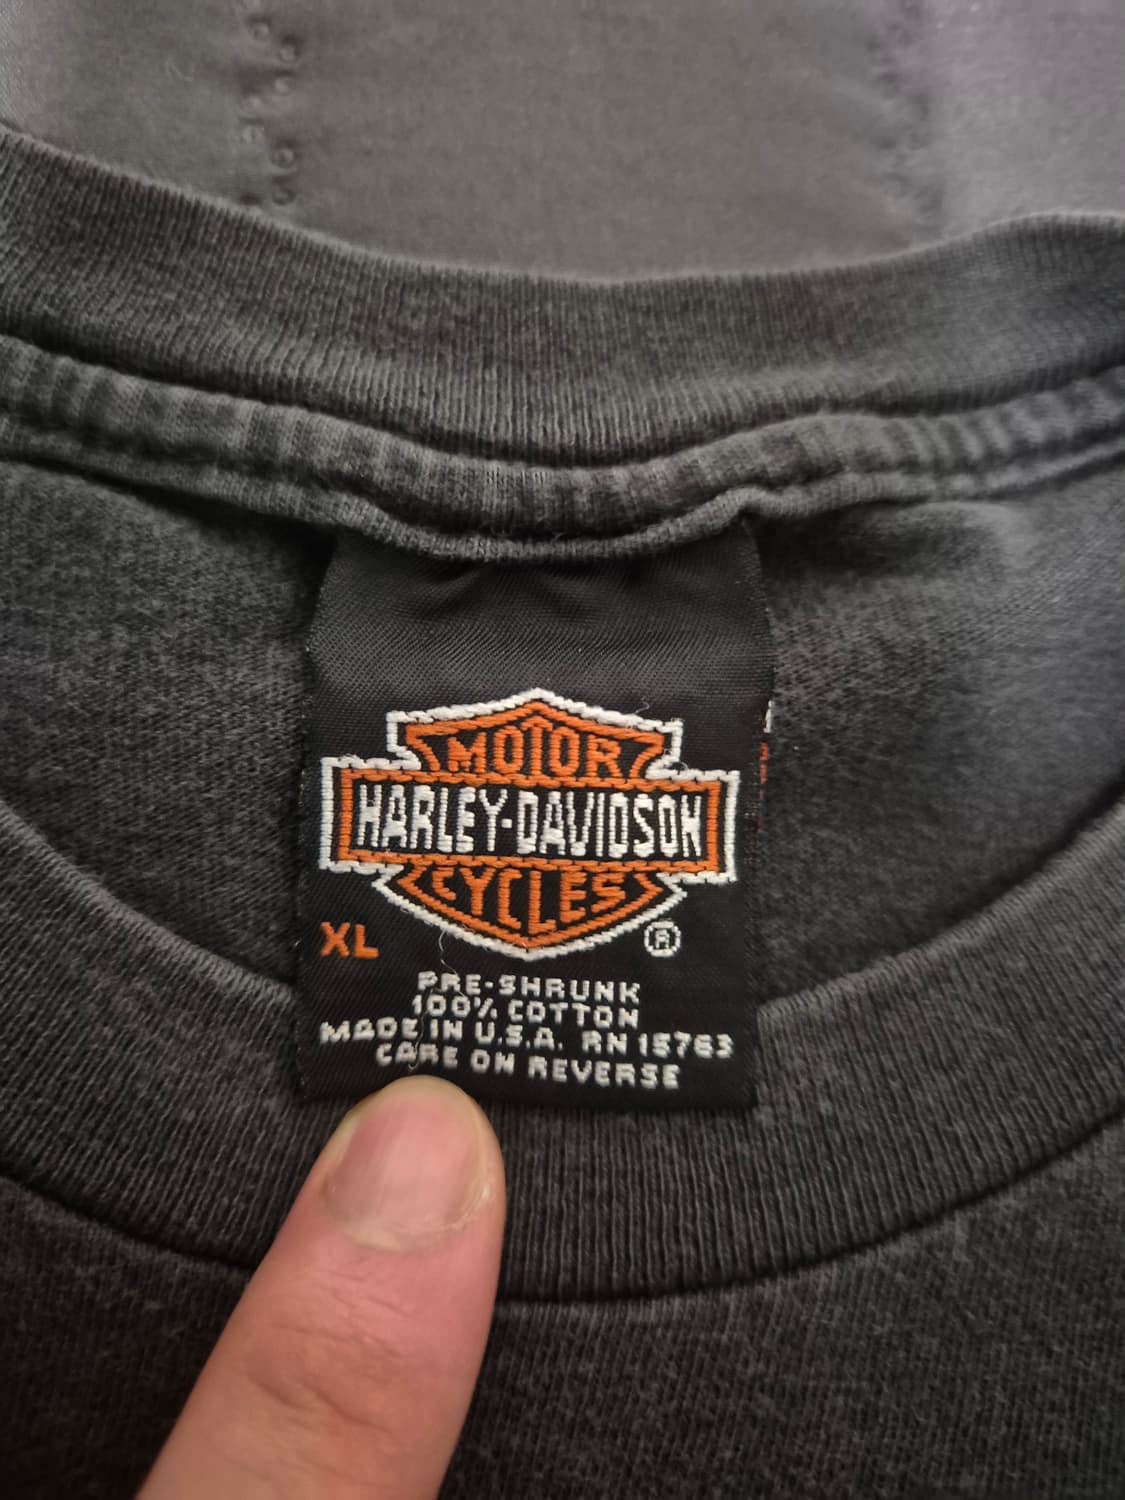 MOTOR
HARLEY-DAVIDSON
CYCLES
XL ®
PRE-SHRUNK
100% COTTON
MADE IN U.S.A. RN 15763
CARE ON REVERSE